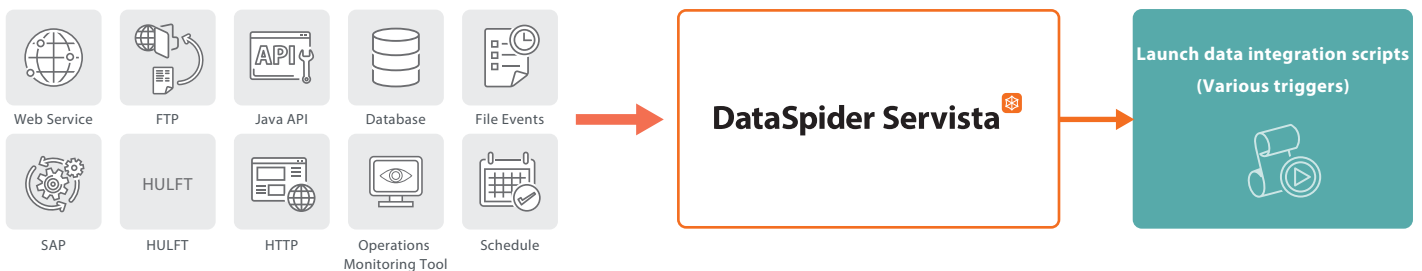 API
Web Service
FTP
Java API
Database
File Events
HULFT
SAP
HULFT
HTTP
Operations
Monitoring Tool
Schedule
DataSpider Servista
Launch data integration scripts
(Various triggers)